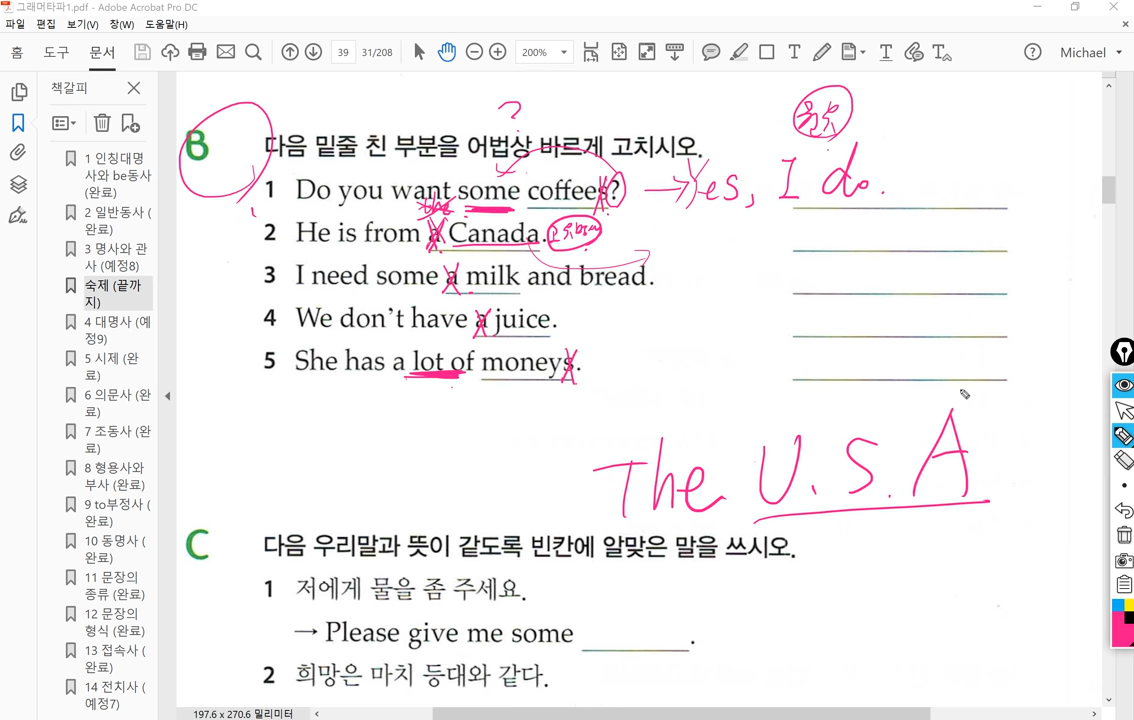 그래머타파1.pdf - Adobe Acrobat Pro DC
파일 편집 보기(V) 창(W) 도움말(H)
홈 도구 문서 39 31/208 200% Michael
책갈피
1 인칭대명
사와 be동사
(완료)
2 일반동사 (
완료)
3 명사와 관
사 (예정8)
숙제 (끝까
지)
4 대명사 (예
정9)
5 시제 (완
료)
6 의문사 (완
료)
7 조동사 (완
료)
8 형용사와
부사 (완료)
9 to부정사 (
완료)
10 동명사 (
완료)
11 문장의
종류 (완료)
12 문장의
형식 (완료)
13 접속사 (
완료)
14 전치사 (
예정7)
?
B 다음 밑줄 친 부분을 어법상 바르게 고치시오.
1 Do you want some coffees? → Yes, I do.
the
2 He is from a Canada.
3 I need some a milk and bread.
4 We don't have a juice.
5 She has a lot of moneys.
The U.S.A
C 다음 우리말과 뜻이 같도록 빈칸에 알맞은 말을 쓰시오.
1 저에게 물을 좀 주세요.
→ Please give me some ________.
2 희망은 마치 등대와 같다.
197.6 x 270.6 밀리미터